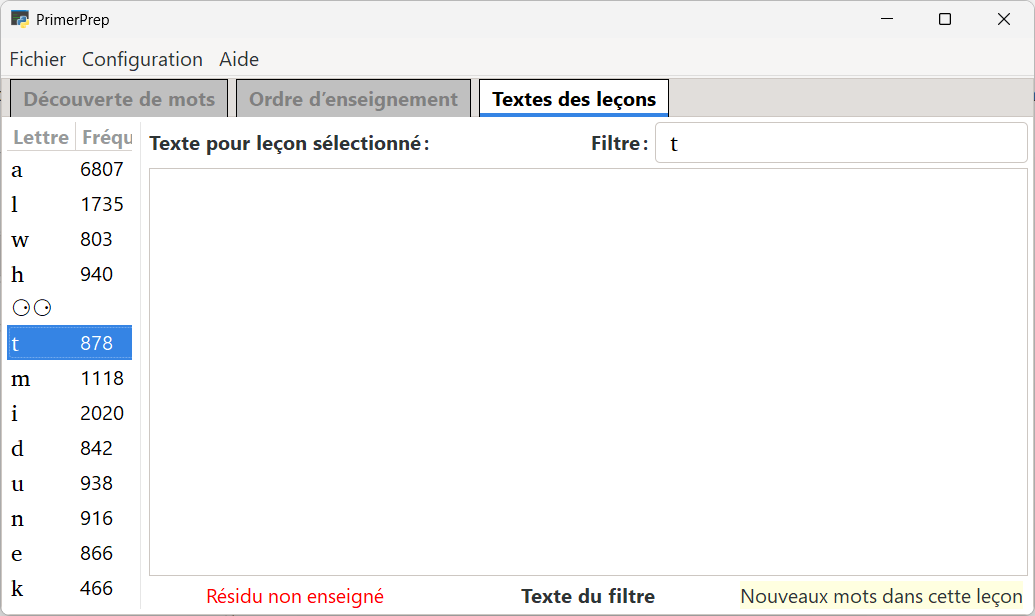 PrimerPrep
Fichier Configuration Aide
Découverte de mots Ordre d’enseignement Textes des leçons
Lettre Fréqu Texte pour leçon sélectionné : Filtre : t
a 6807
l 1735
w 803
h 940
⚆⚆
t 878
m 1118
i 2020
d 842
u 938
n 916
e 866
k 466
Résidu non enseigné Texte du filtre Nouveaux mots dans cette leçon